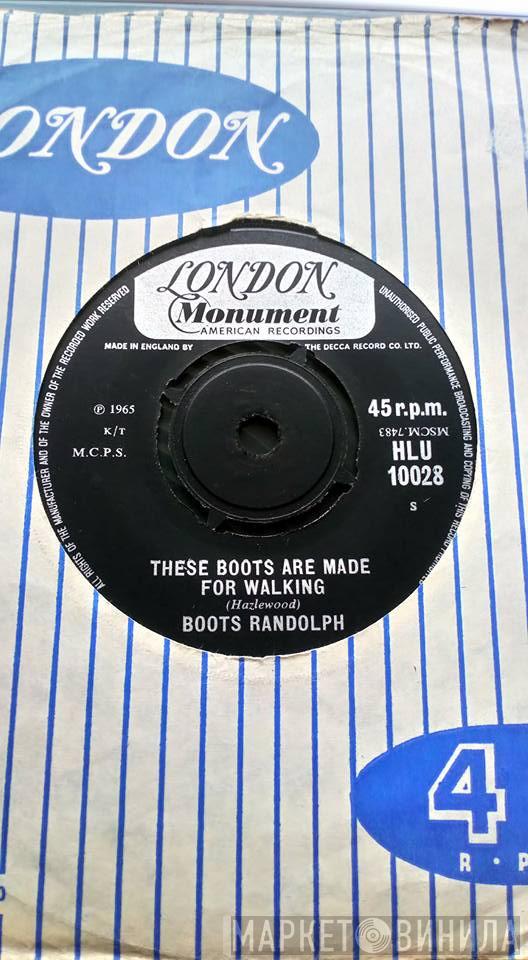 ONDON
LONDON
Monument
AMERICAN RECORDINGS
MADE IN ENGLAND BY
THE DECCA RECORD CO. LTD.
ALL RIGHTS OF THE MANUFACTURER AND OF THE OWNER OF THE RECORDED WORK RESERVED
UNAUTHORISED PUBLIC PERFORMANCE BROADCASTING AND COPYING OF THIS RECORD
℗ 1965
K/T
M.C.P.S.
45 r.p.m.
MSCM.7483
HLU
10028
S
THESE BOOTS ARE MADE
FOR WALKING
(Hazlewood)
BOOTS RANDOLPH
4
R · P
МАРКЕТ ВИНИЛА